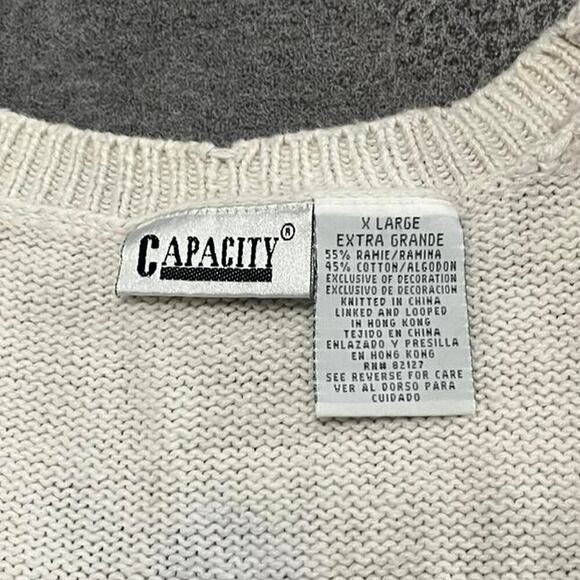 CAPACITY®
X LARGE
EXTRA GRANDE
55% RAMIE/RAMINA
45% COTTON/ALGODON
EXCLUSIVE OF DECORATION
EXCLUSIVO DE DECORACION
KNITTED IN CHINA
LINKED AND LOOPED
IN HONG KONG
TEJIDO EN CHINA
ENLAZADO Y PRESILLA
EN HONG KONG
RN# 82127
SEE REVERSE FOR CARE
VER AL DORSO PARA
CUIDADO